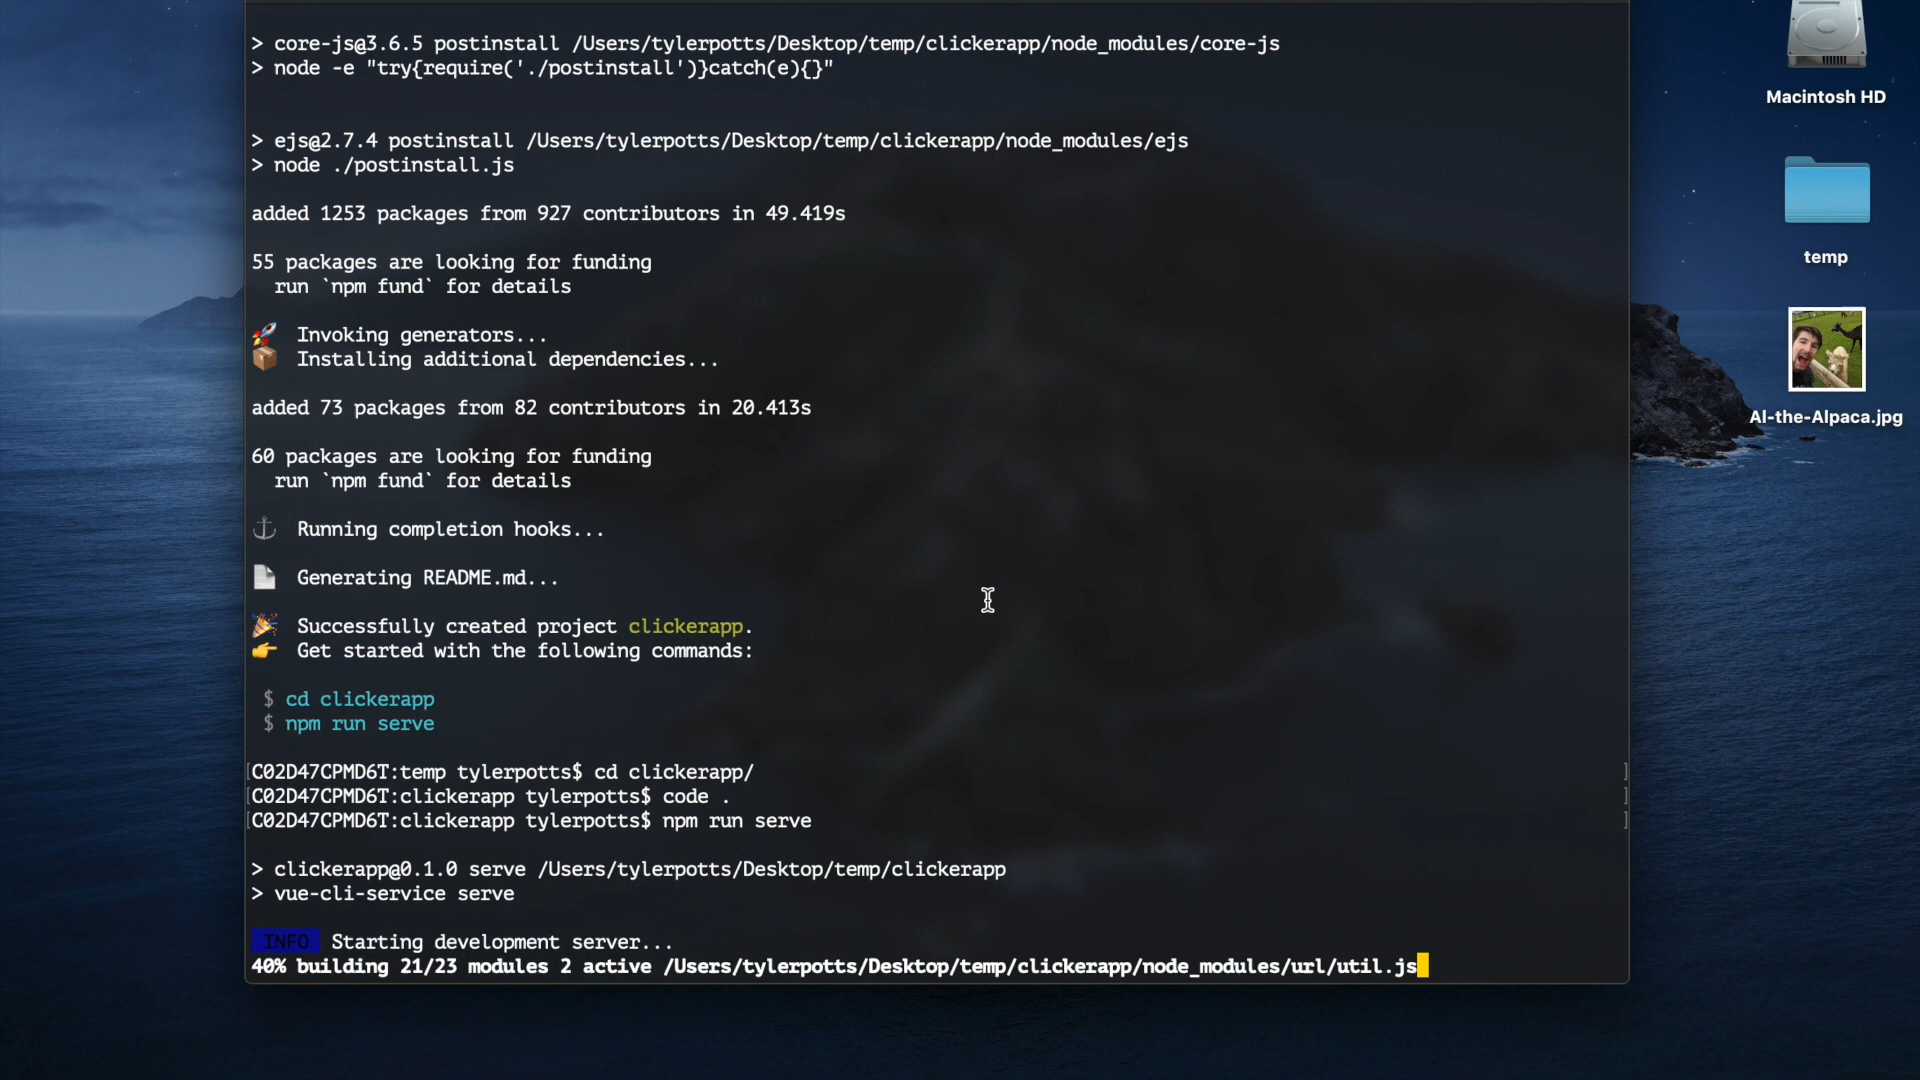 > core-js@3.6.5 postinstall /Users/tylerpotts/Desktop/temp/clickerapp/node_modules/core-js
> node -e "try{require('./postinstall')}catch(e){}"
> ejs@2.7.4 postinstall /Users/tylerpotts/Desktop/temp/clickerapp/node_modules/ejs
> node ./postinstall.js
added 1253 packages from 927 contributors in 49.419s
55 packages are looking for funding
  run `npm fund` for details
🚀  Invoking generators...
📦  Installing additional dependencies...
added 73 packages from 82 contributors in 20.413s
60 packages are looking for funding
  run `npm fund` for details
⚓  Running completion hooks...
📄  Generating README.md...
🎉  Successfully created project clickerapp.
👉  Get started with the following commands:
 $ cd clickerapp
 $ npm run serve
[C02D47CPMD6T:temp tylerpotts$ cd clickerapp/ ]
[C02D47CPMD6T:clickerapp tylerpotts$ code . ]
[C02D47CPMD6T:clickerapp tylerpotts$ npm run serve ]
> clickerapp@0.1.0 serve /Users/tylerpotts/Desktop/temp/clickerapp
> vue-cli-service serve
 INFO  Starting development server...
40% building 21/23 modules 2 active /Users/tylerpotts/Desktop/temp/clickerapp/node_modules/url/util.js
Macintosh HD
temp
Al-the-Alpaca.jpg